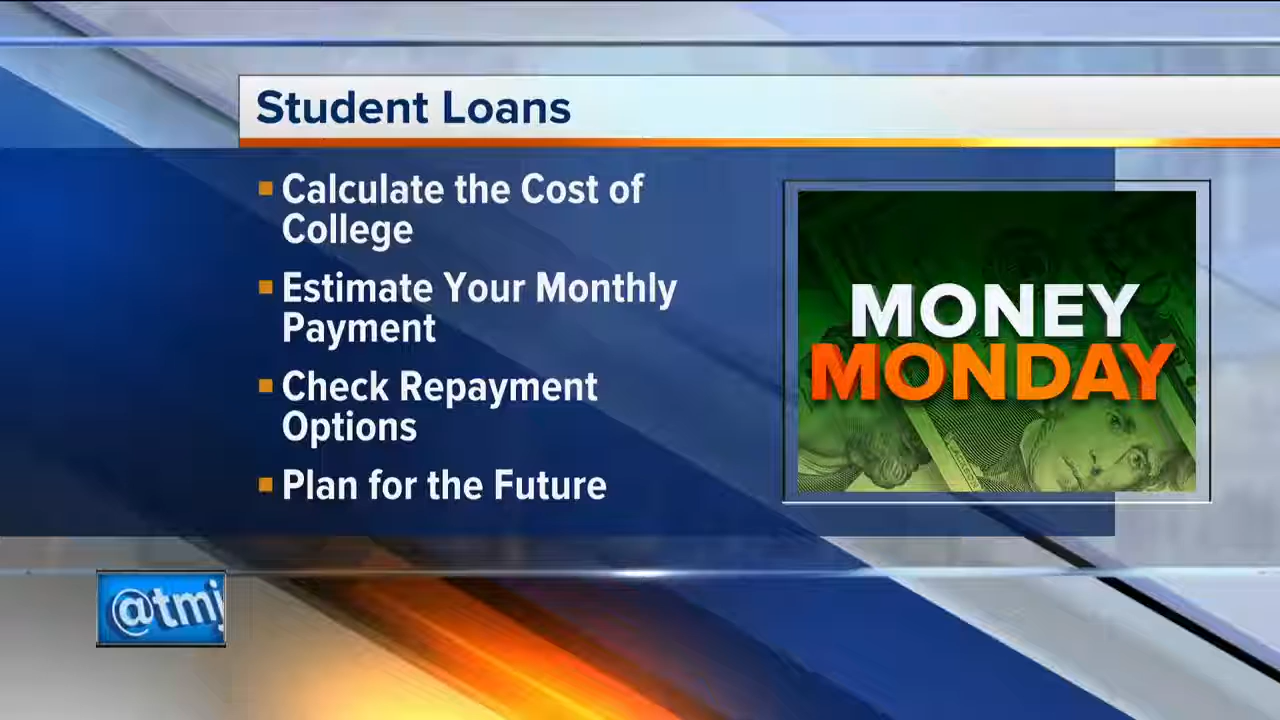 Student Loans
Calculate the Cost of
College
Estimate Your Monthly
Payment
Check Repayment
Options
Plan for the Future
MONEY
MONDAY
@tmj